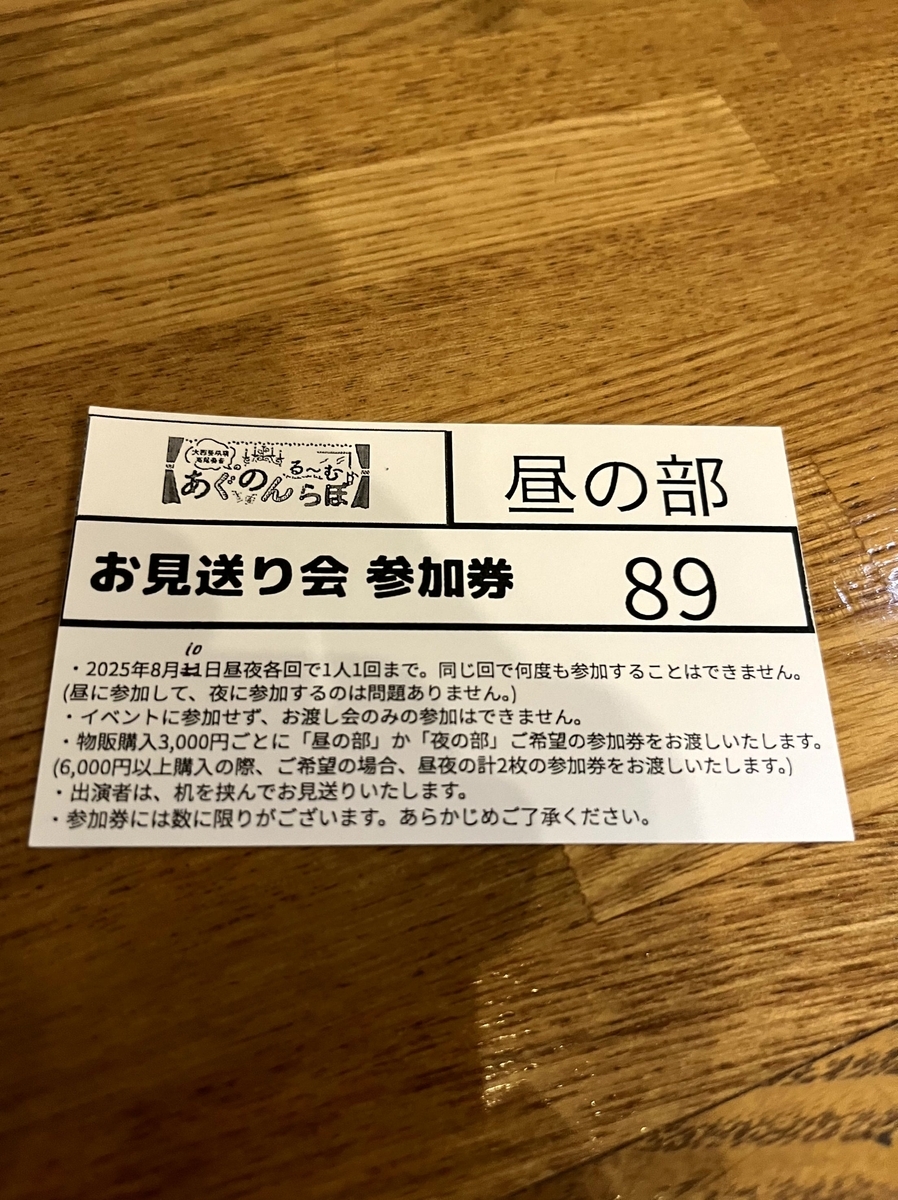 大西亜玖璃
高尾奏音
あぐのんる〜むらぼ
昼の部
お見送り会 参加券
89
10
・2025年8月11日昼夜各回で1人1回まで。同じ回で何度も参加することはできません。
(昼に参加して、夜に参加するのは問題ありません。)
・イベントに参加せず、お渡し会のみの参加はできません。
・物販購入3,000円ごとに「昼の部」か「夜の部」ご希望の参加券をお渡しいたします。
(6,000円以上購入の際、ご希望の場合、昼夜の計2枚の参加券をお渡しいたします。)
・出演者は、机を挟んでお見送りいたします。
・参加券には数に限りがございます。あらかじめご了承ください。